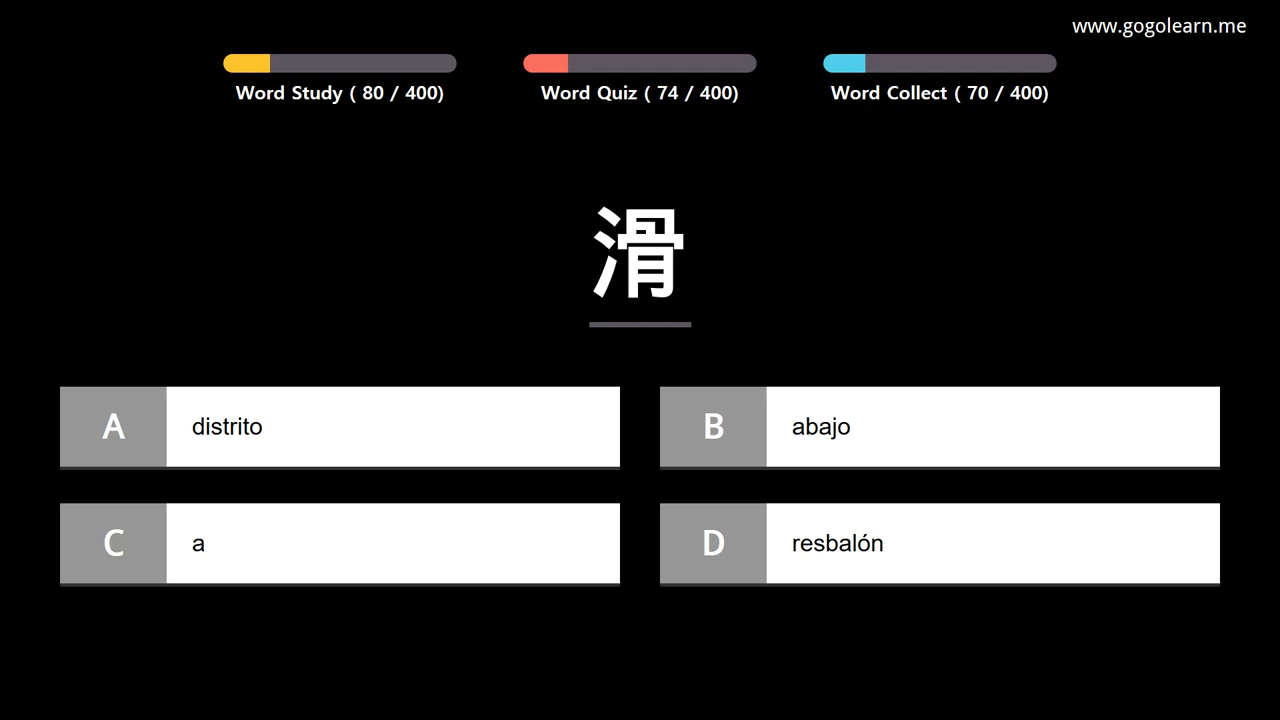 www.gogolearn.me
Word Study ( 80 / 400)
Word Quiz ( 74 / 400)
Word Collect ( 70 / 400)
滑
A distrito
B abajo
C a
D resbalón